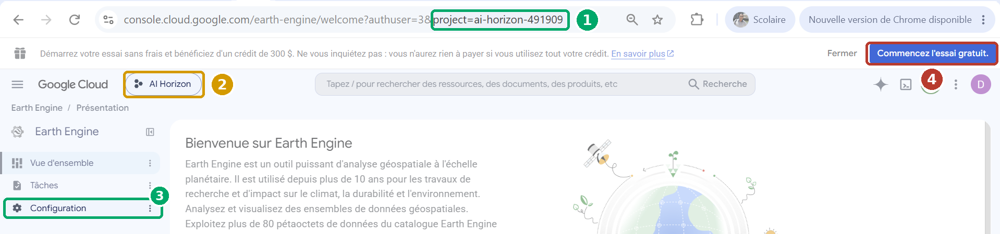 console.cloud.google.com/earth-engine/welcome?authuser=3&project=ai-horizon-491909
1
Scolaire
Nouvelle version de Chrome disponible
Démarrez votre essai sans frais et bénéficiez d'un crédit de 300 $. Ne vous inquiétez pas : vous n'aurez rien à payer si vous utilisez tout votre crédit. En savoir plus
Fermer
Commencez l'essai gratuit.
Google Cloud
AI Horizon
2
Tapez / pour rechercher des ressources, des documents, des produits, etc
Recherche
4
D
Earth Engine / Présentation
Earth Engine
Vue d'ensemble
Tâches
3
Configuration
Bienvenue sur Earth Engine
Earth Engine est un outil puissant d'analyse géospatiale à l'échelle
planétaire. Il est utilisé depuis plus de 10 ans pour les travaux de
recherche et d'impact sur le climat, la durabilité et l'environnement.
Analysez et visualisez des ensembles de données géospatiales.
Exploitez plus de 80 pétaoctets de données du catalogue Earth Engine